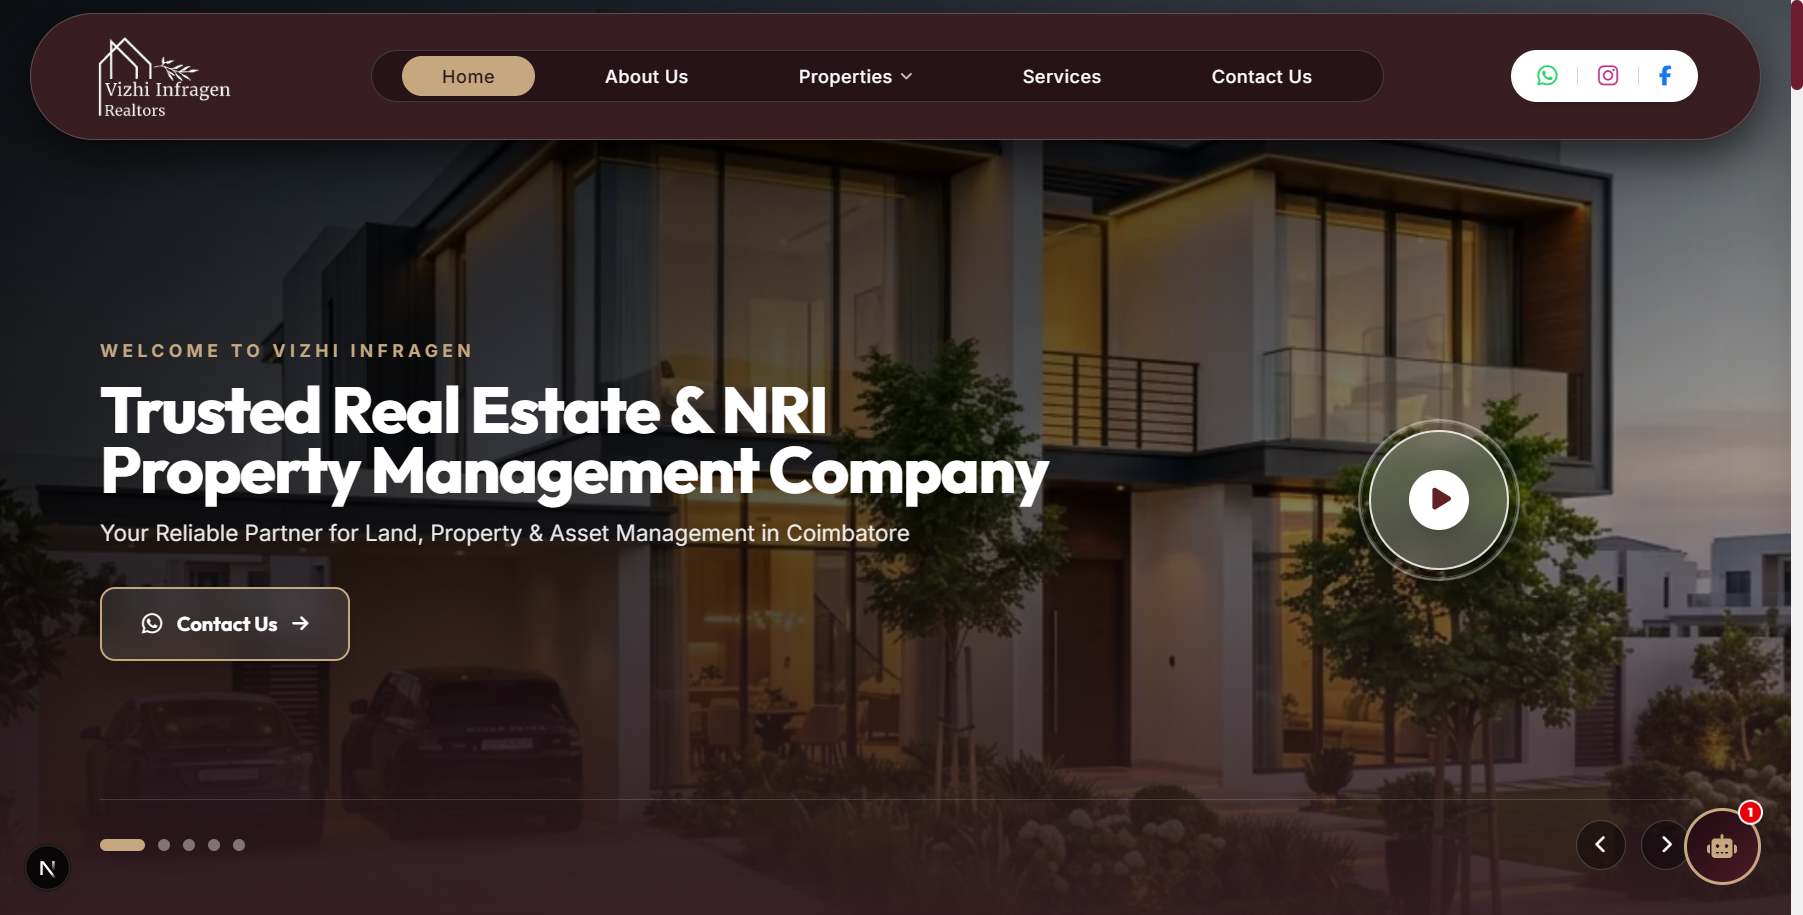 Vizhi Infragen
Realtors
Home
About Us
Properties
Services
Contact Us
WELCOME TO VIZHI INFRAGEN
Trusted Real Estate & NRI
Property Management Company
Your Reliable Partner for Land, Property & Asset Management in Coimbatore
Contact Us
N
1